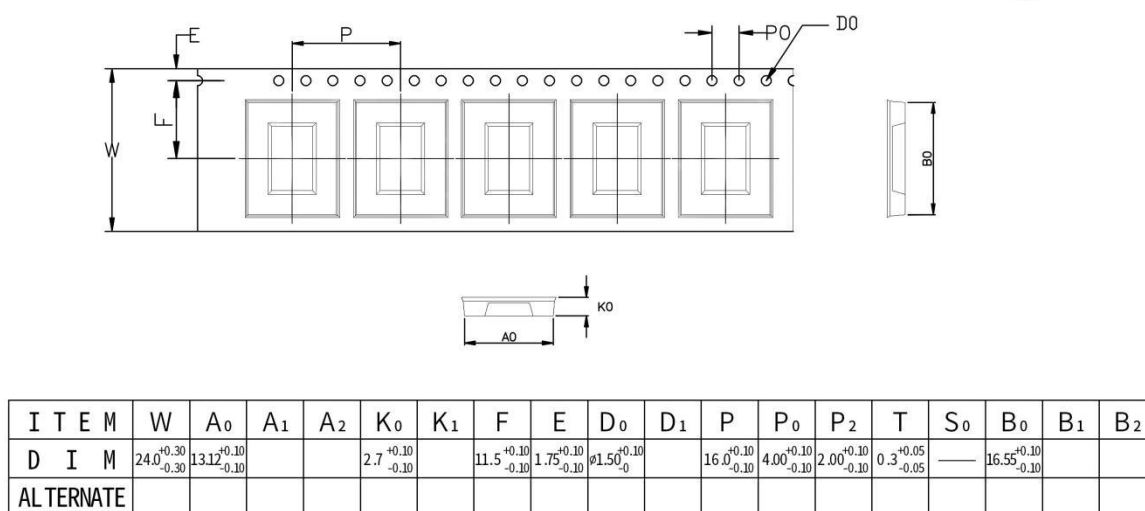 E P P0 D0
F
W
B0
K0
A0
ITEM W A0 A1 A2 K0 K1 F E D0 D1 P P0 P2 T S0 B0 B1 B2
DIM 24.0+0.30-0.30 13.12+0.10-0.10 2.7+0.10-0.10 11.5+0.10-0.10 1.75+0.10-0.10 ø1.50+0.10-0 16.0+0.10-0.10 4.00+0.10-0.10 2.00+0.10-0.10 0.3+0.05-0.05 —— 16.55+0.10-0.10
ALTERNATE